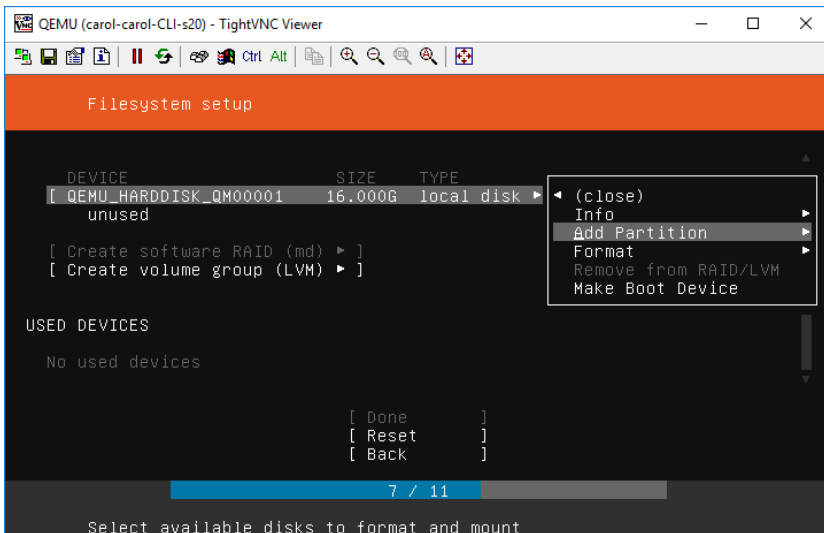 QEMU (carol-carol-CLI-s20) - TightVNC Viewer
Ctrl Alt
Filesystem setup
DEVICE SIZE TYPE
[ QEMU_HARDDISK_QM00001 16.000G local disk ▸
unused
[ Create software RAID (md) ▸ ]
[ Create volume group (LVM) ▸ ]
◂ (close)
Info ▸
Add Partition ▸
Format ▸
Remove from RAID/LVM
Make Boot Device
USED DEVICES
No used devices
[ Done ]
[ Reset ]
[ Back ]
7 / 11
Select available disks to format and mount